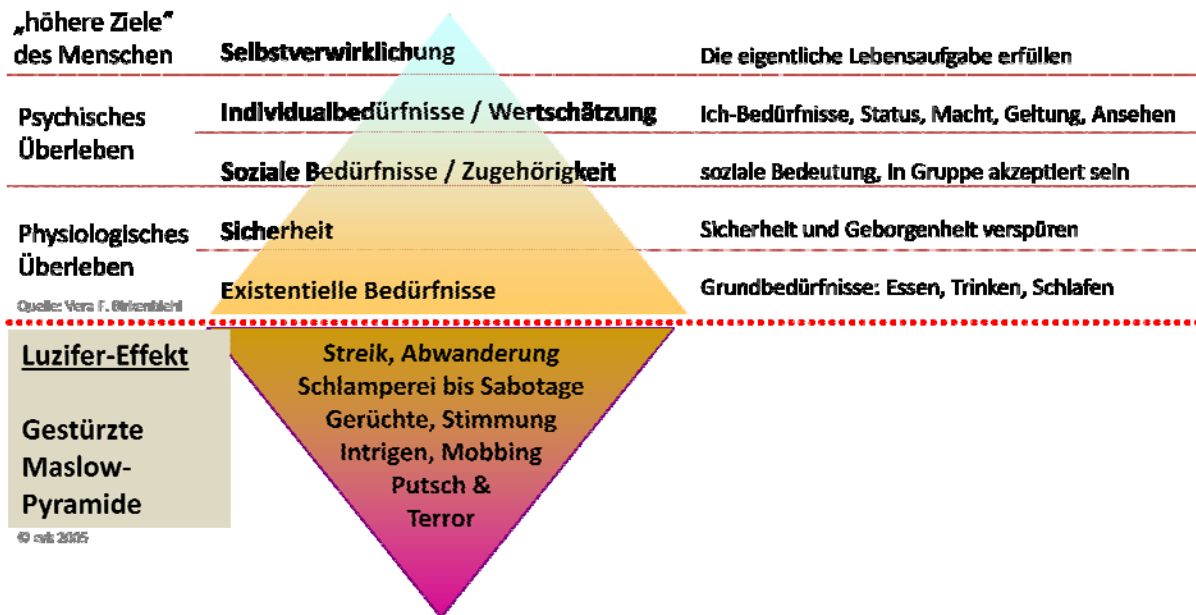 „höhere Ziele“
des Menschen
Selbstverwirklichung
Die eigentliche Lebensaufgabe erfüllen
Psychisches
Überleben
Individualbedürfnisse / Wertschätzung
Ich-Bedürfnisse, Status, Macht, Geltung, Ansehen
Soziale Bedürfnisse / Zugehörigkeit
soziale Bedeutung, in Gruppe akzeptiert sein
Physiologisches
Überleben
Sicherheit
Sicherheit und Geborgenheit verspüren
Existentielle Bedürfnisse
Grundbedürfnisse: Essen, Trinken, Schlafen
Quelle: Vera F. Birkenbiehl
Luzifer-Effekt
Gestürzte
Maslow-
Pyramide
Streik, Abwanderung
Schlamperei bis Sabotage
Gerüchte, Stimmung
Intrigen, Mobbing
Putsch &
Terror
© 2005